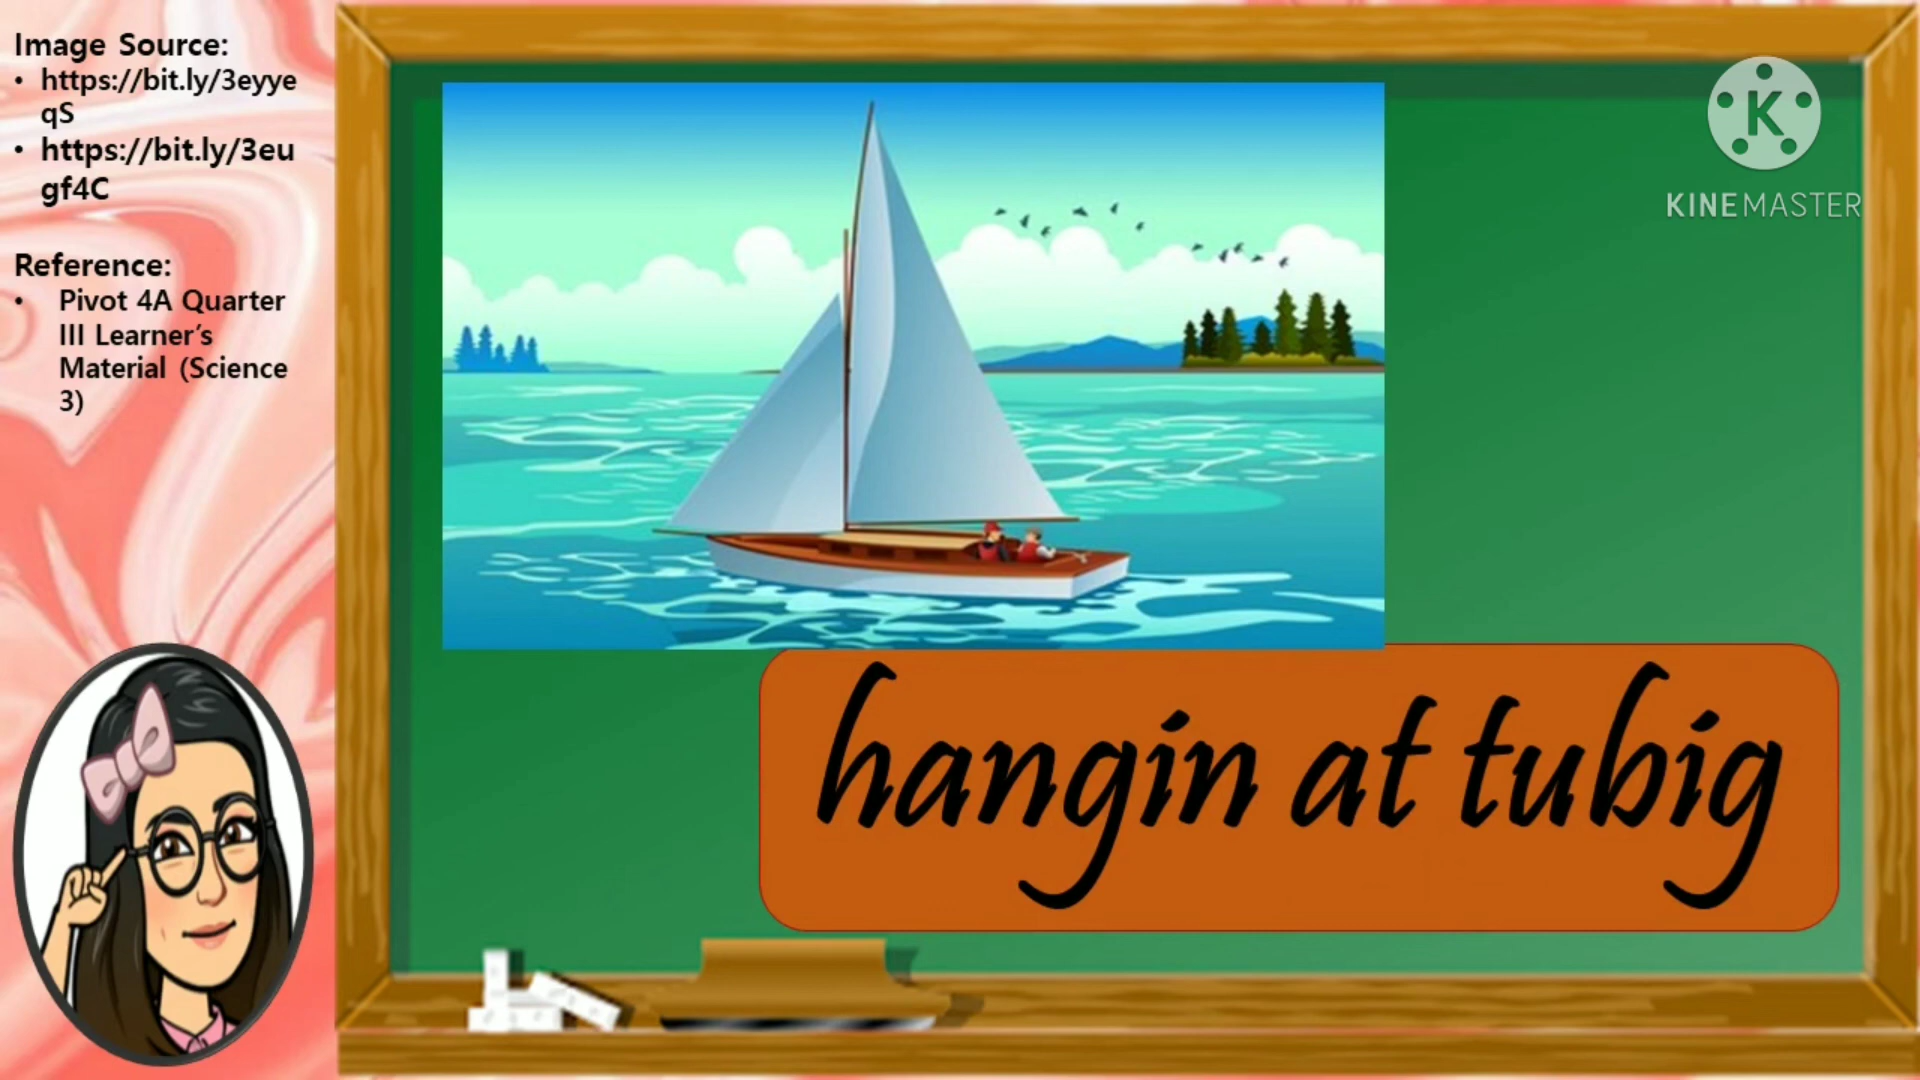 Image Source:
• https://bit.ly/3eyye
qS
• https://bit.ly/3eu
gf4C
Reference:
• Pivot 4A Quarter
III Learner's
Material (Science
3)
K
KINEMASTER
hangin at tubig